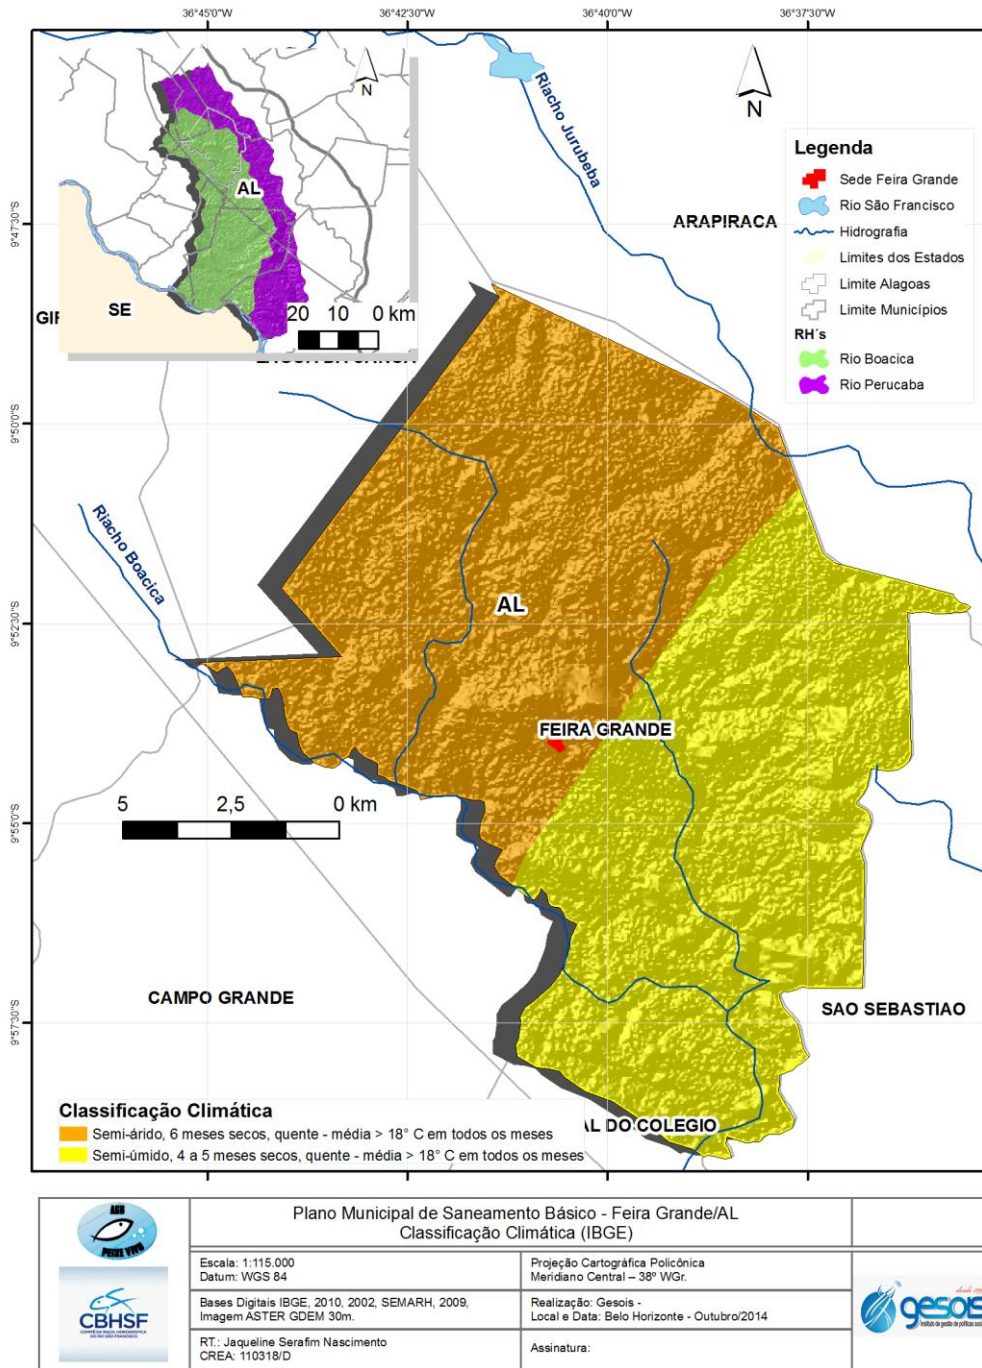 36°45'0"W
36°42'30"W
36°40'0"W
36°37'30"W
9°47'30"S
9°50'0"S
9°52'30"S
9°55'0"S
9°57'30"S
N
AL
SE
20 10 0 km
N
Riacho Jurubeba
ARAPIRACA
Legenda
Sede Feira Grande
Rio São Francisco
Hidrografia
Limites dos Estados
Limite Alagoas
Limite Municípios
RH´s
Rio Boacica
Rio Perucaba
Riacho Boacica
AL
FEIRA GRANDE
5 2,5 0 km
CAMPO GRANDE
SAO SEBASTIAO
AL DO COLEGIO
Classificação Climática
Semi-árido, 6 meses secos, quente - média > 18° C em todos os meses
Semi-úmido, 4 a 5 meses secos, quente - média > 18° C em todos os meses
AGB
PEIXE VIVO
CBHSF
Plano Municipal de Saneamento Básico - Feira Grande/AL
Classificação Climática (IBGE)
Escala: 1:115.000
Datum: WGS 84
Projeção Cartográfica Policônica
Meridiano Central – 38º WGr.
Bases Digitais IBGE, 2010, 2002, SEMARH, 2009,
Imagem ASTER GDEM 30m.
Realização: Gesois -
Local e Data: Belo Horizonte - Outubro/2014
RT.: Jaqueline Serafim Nascimento
CREA: 110318/D
Assinatura:
gesois